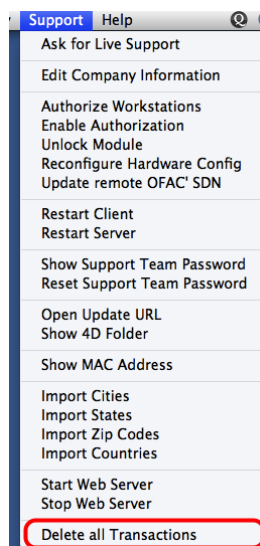 Support Help
Ask for Live Support
Edit Company Information
Authorize Workstations
Enable Authorization
Unlock Module
Reconfigure Hardware Config
Update remote OFAC' SDN
Restart Client
Restart Server
Show Support Team Password
Reset Support Team Password
Open Update URL
Show 4D Folder
Show MAC Address
Import Cities
Import States
Import Zip Codes
Import Countries
Start Web Server
Stop Web Server
Delete all Transactions